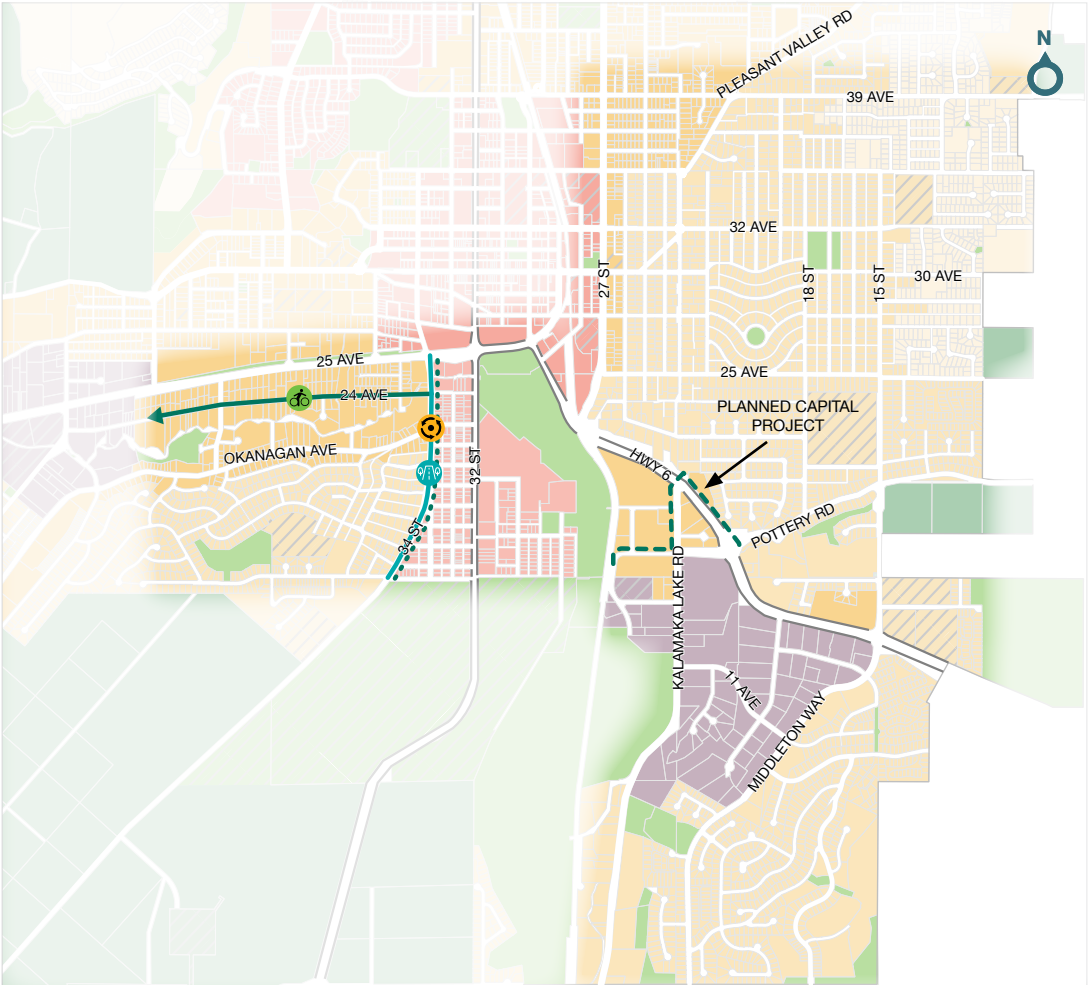 PLEASANT VALLEY RD
N
39 AVE
32 AVE
27 ST
18 ST
15 ST
30 AVE
25 AVE
25 AVE
24 AVE
PLANNED CAPITAL
PROJECT
OKANAGAN AVE
32 ST
HWY 6
34 ST
POTTERY RD
KALAMAKA LAKE RD
11 AVE
MIDDLETON WAY